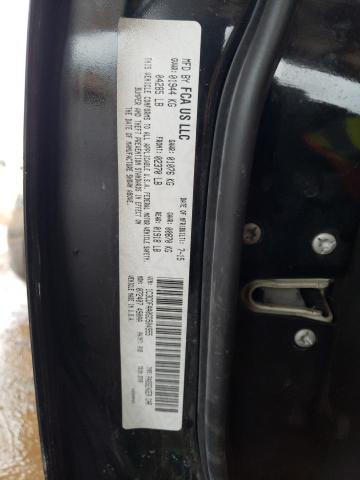 MFD BY FCA US LLC
DATE OF MFR 7-15
GVWR: 01944 KG
04285 LB
GAWR: 01076 KG
FRONT: 02370 LB
GAWR: 00870 KG
REAR: 01918 LB
THIS VEHICLE CONFORMS TO ALL APPLICABLE U.S.A. FEDERAL MOTOR VEHICLE SAFETY,
BUMPER AND THEFT PREVENTION STANDARDS IN EFFECT ON
THE DATE OF MANUFACTURE SHOWN ABOVE.
VIN:
TYPE: PASSENGER CAR
VEHICLE MADE IN U.S.A.